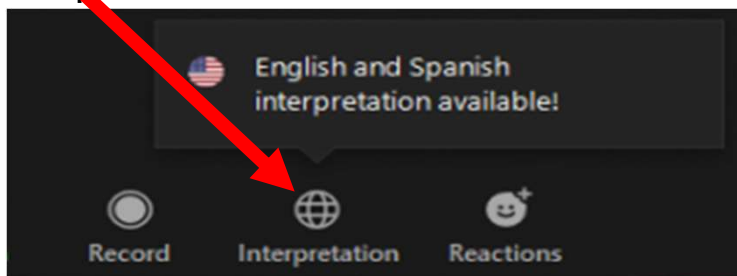 English and Spanish
interpretation available!
Record
Interpretation
Reactions